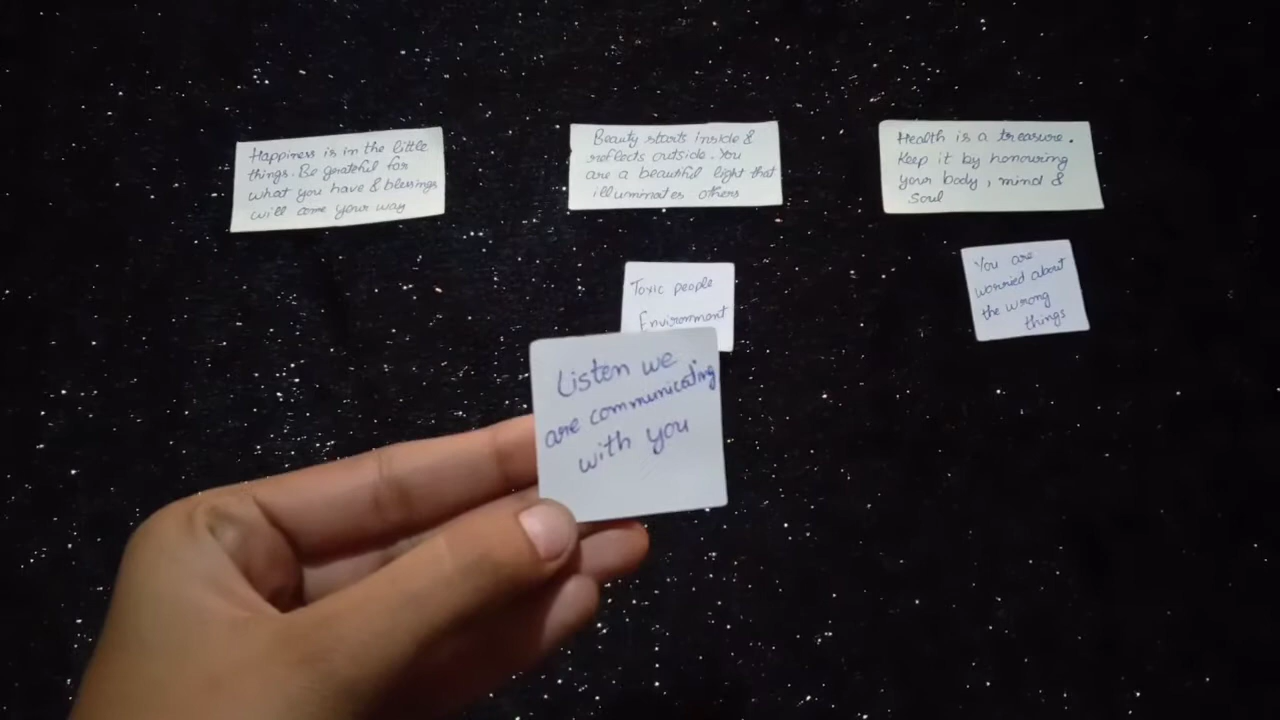 Happiness is in the little
things. Be grateful for
what you have & blessings
will come your way
Beauty starts inside &
reflects outside. You
are a beautiful light that
illuminates others
Health is a treasure.
Keep it by honouring
your body, mind &
Soul
Toxic people
Environment
You are
worried about
the wrong
things
Listen we
are communicating
with you